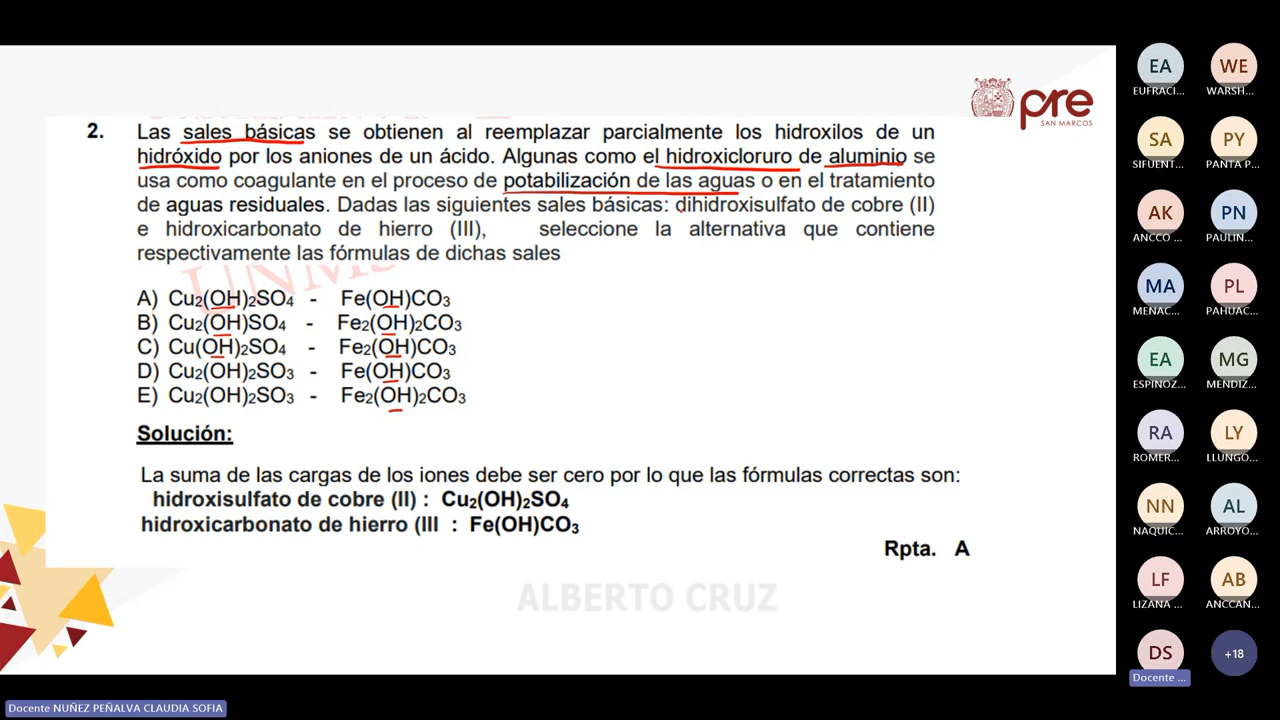 pre
SAN MARCOS
2. Las sales básicas se obtienen al reemplazar parcialmente los hidroxilos de un
hidróxido por los aniones de un ácido. Algunas como el hidroxicloruro de aluminio se
usa como coagulante en el proceso de potabilización de las aguas o en el tratamiento
de aguas residuales. Dadas las siguientes sales básicas: dihidroxisulfato de cobre (II)
e hidroxicarbonato de hierro (III), seleccione la alternativa que contiene
respectivamente las fórmulas de dichas sales
UNMS
A) Cu₂(OH)₂SO₄ - Fe(OH)CO₃
B) Cu₂(OH)SO₄ - Fe₂(OH)₂CO₃
C) Cu(OH)₂SO₄ - Fe₂(OH)CO₃
D) Cu₂(OH)₂SO₃ - Fe(OH)CO₃
E) Cu₂(OH)₂SO₃ - Fe₂(OH)₂CO₃
Solución:
La suma de las cargas de los iones debe ser cero por lo que las fórmulas correctas son:
hidroxisulfato de cobre (II) : Cu₂(OH)₂SO₄
hidroxicarbonato de hierro (III : Fe(OH)CO₃
Rpta. A
ALBERTO CRUZ
EA WE
EUFRACI... WARSH...
SA PY
SIFUENT... PANTA P...
AK PN
ANCCO ... PAULIN...
MA PL
MENAC... PAHUAC...
EA MG
ESPINOZ... MENDIZ...
RA LY
ROMER... LLUNGO...
NN AL
NAQUIC... ARROYO...
LF AB
LIZANA ... ANCCAN...
DS +18
Docente ...
Docente NUÑEZ PEÑALVA CLAUDIA SOFIA